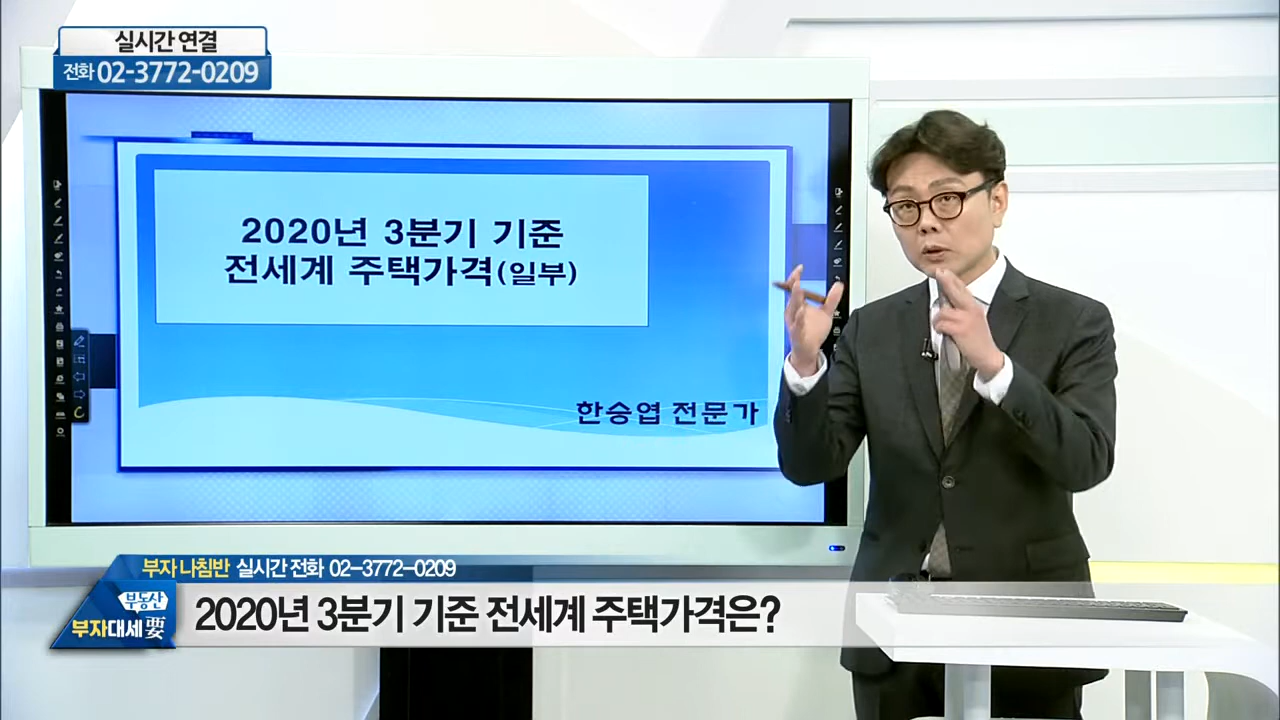 실시간 연결
전화 02-3772-0209
2020년 3분기 기준
전세계 주택가격(일부)
한승엽 전문가
부자 나침반 실시간 전화 02-3772-0209
부동산
부자대세 要
2020년 3분기 기준 전세계 주택가격은?